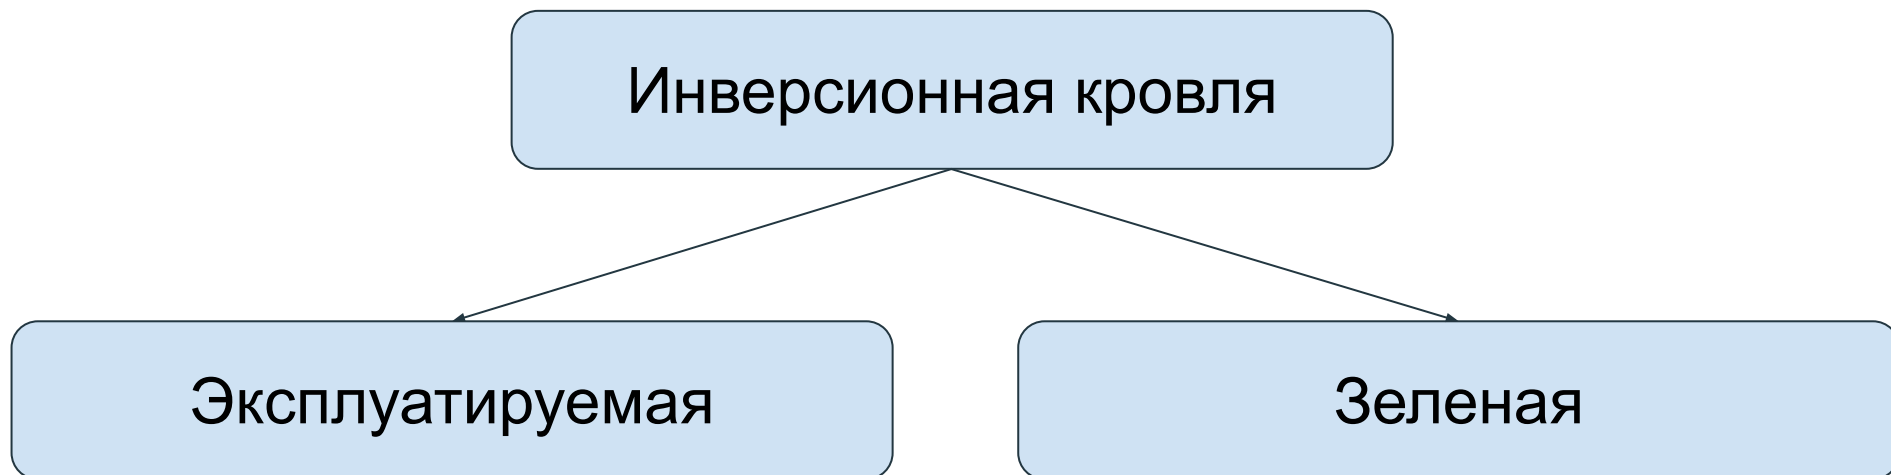 Инверсионная кровля
Эксплуатируемая
Зеленая